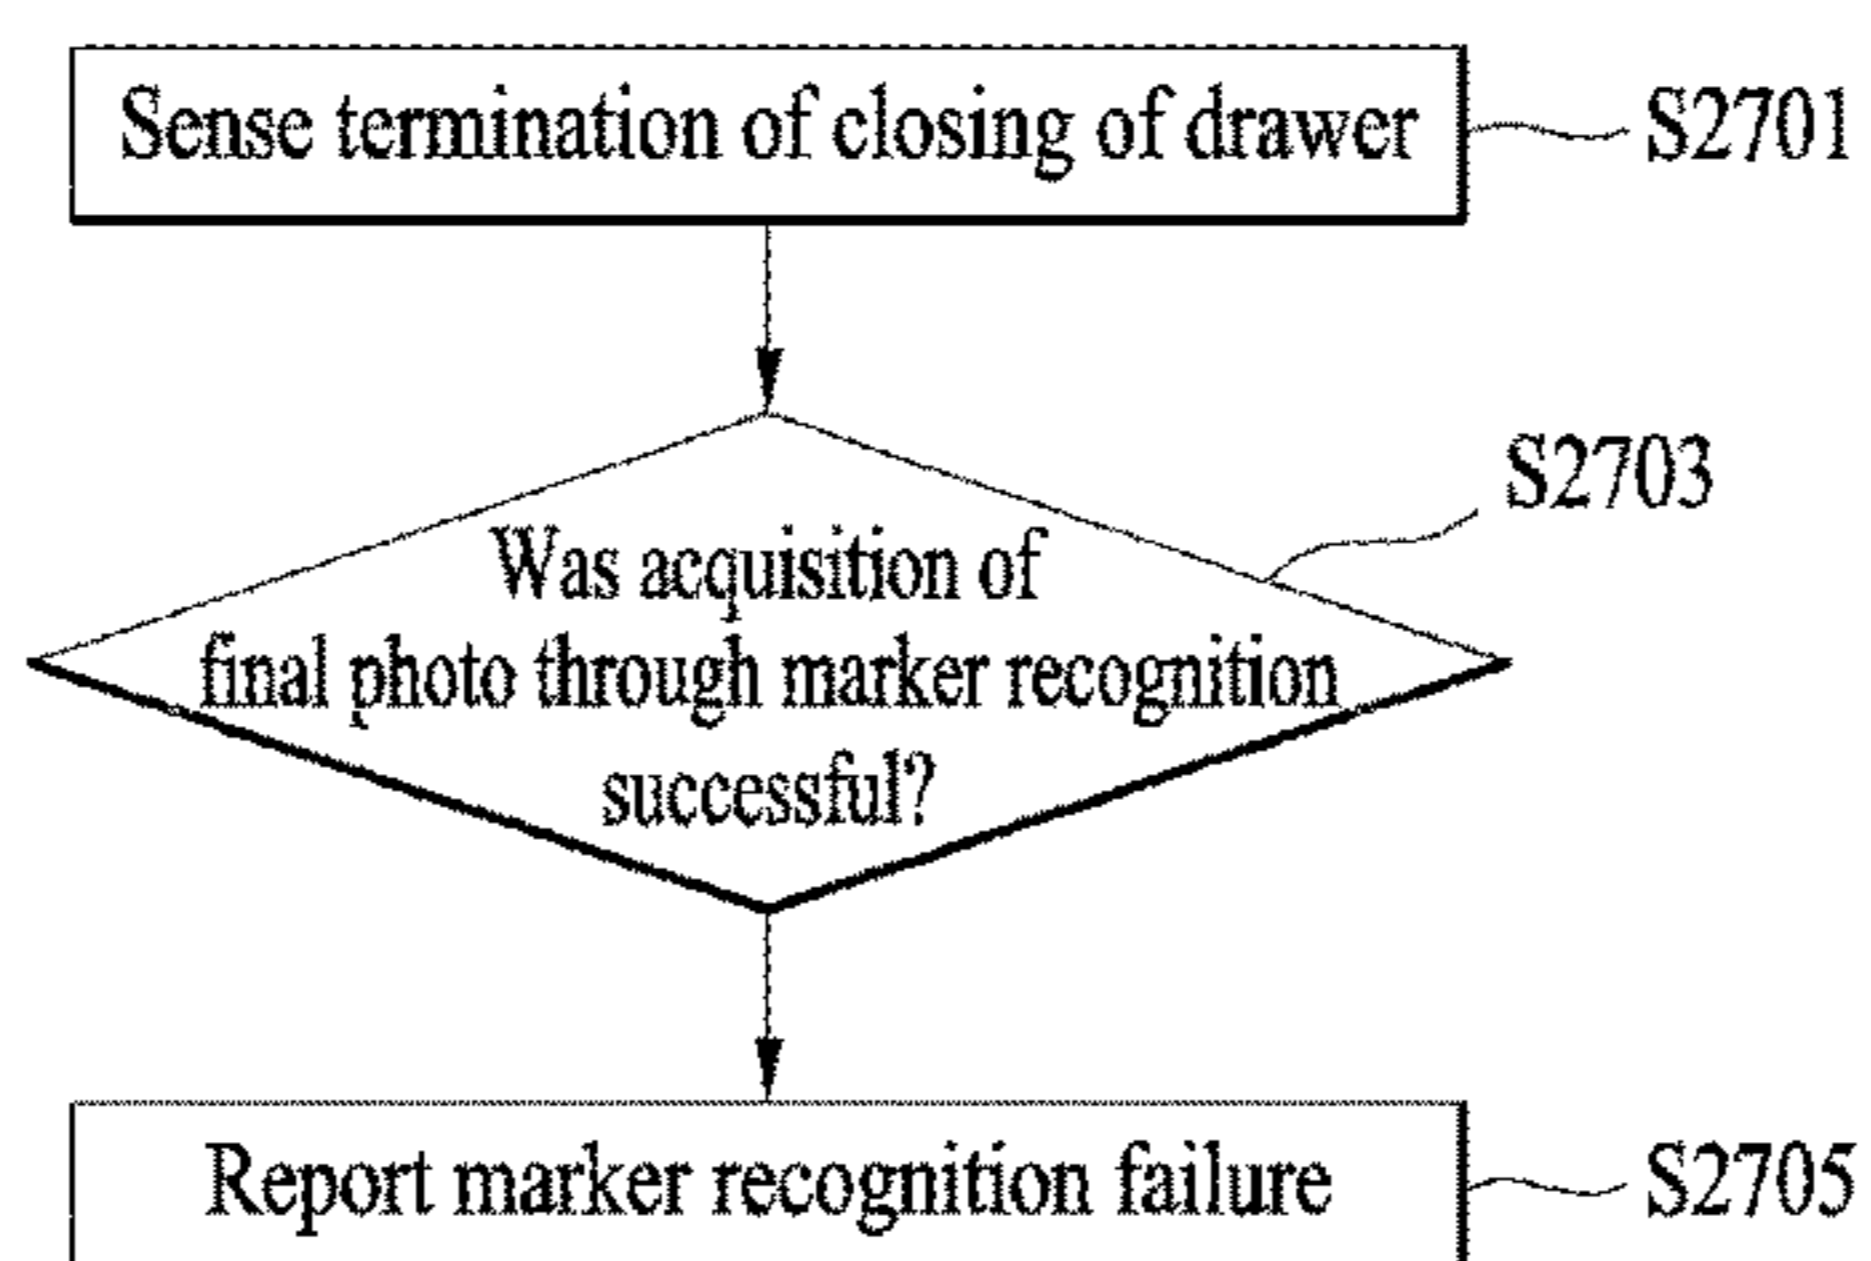 Sense termination of closing of drawer
S2701
S2703
Was acquisition of
final photo through marker recognition
successful?
Report marker recognition failure
S2705